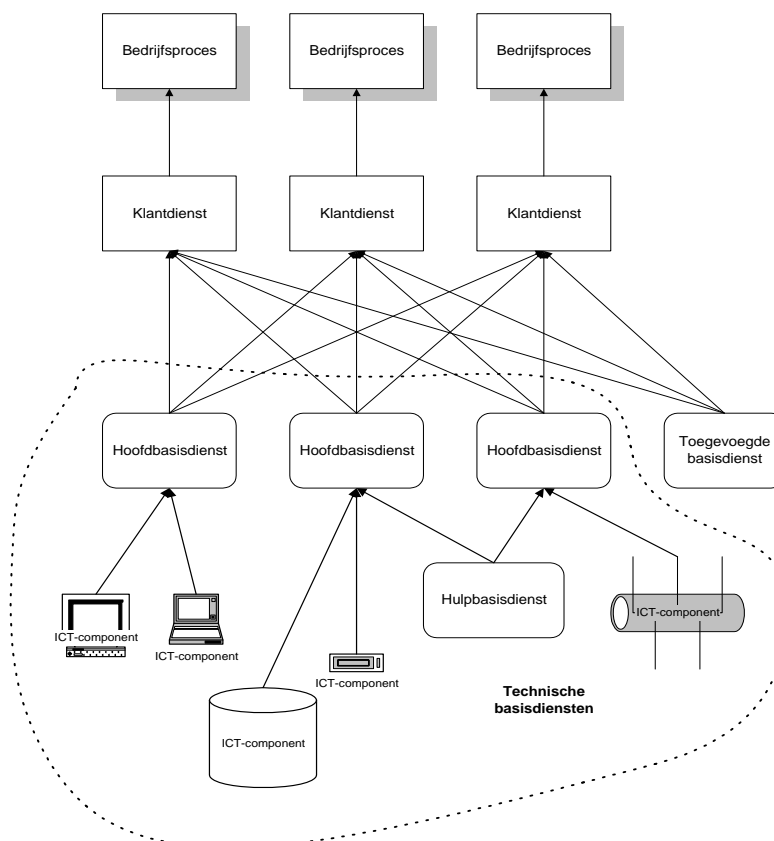 Bedrijfsproces
Bedrijfsproces
Bedrijfsproces
Klantdienst
Klantdienst
Klantdienst
Hoofdbasisdienst
Hoofdbasisdienst
Hoofdbasisdienst
Toegevoegde
basisdienst
Hulpbasisdienst
ICT-component
ICT-component
ICT-component
ICT-component
ICT-component
Technische
basisdiensten